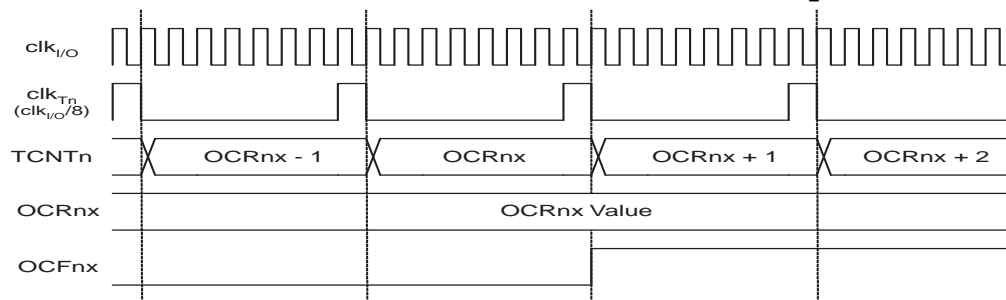 clkI/O
clkTn
(clkI/O/8)
TCNTn OCRnx - 1 OCRnx OCRnx + 1 OCRnx + 2
OCRnx OCRnx Value
OCFnx